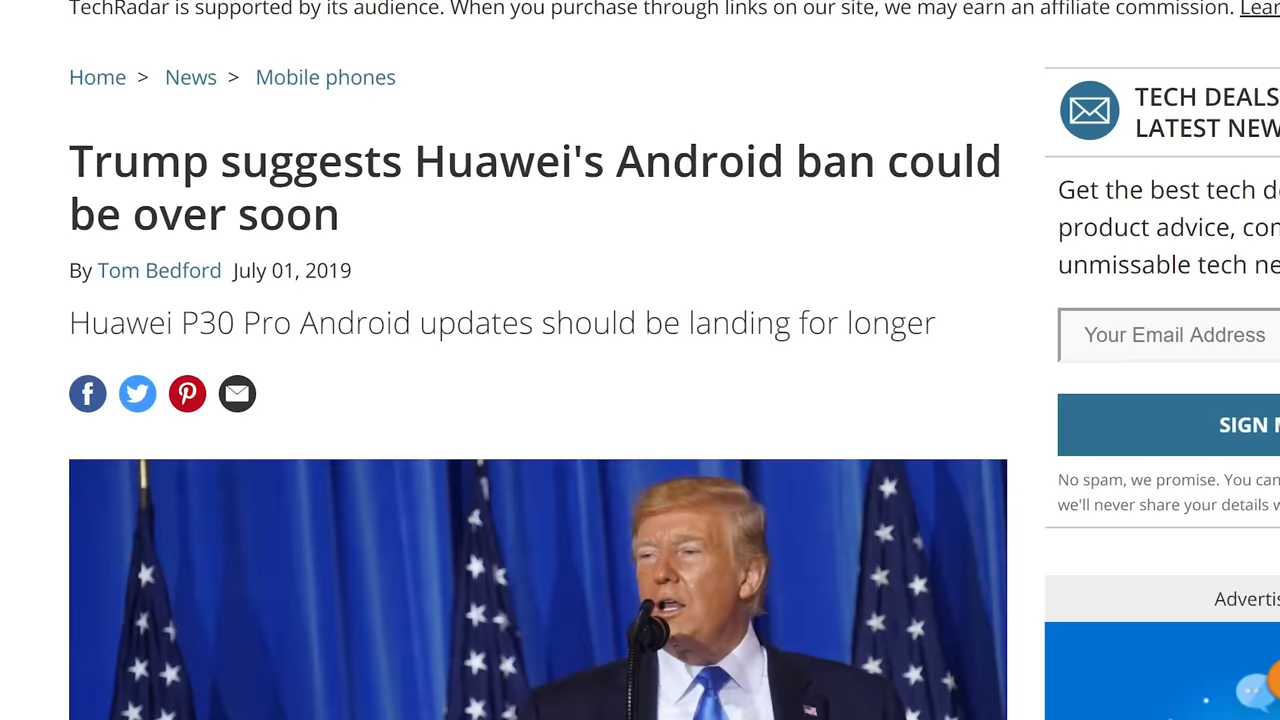 TechRadar is supported by its audience. When you purchase through links on our site, we may earn an affiliate commission.
Home > News > Mobile phones
Trump suggests Huawei's Android ban could
be over soon
By Tom Bedford July 01, 2019
Huawei P30 Pro Android updates should be landing for longer
TECH DEALS
LATEST
Get the best tech
product advice,
unmissable tech
Your Email Address
SIGN
No spam, we promise. You can
we'll never share your details